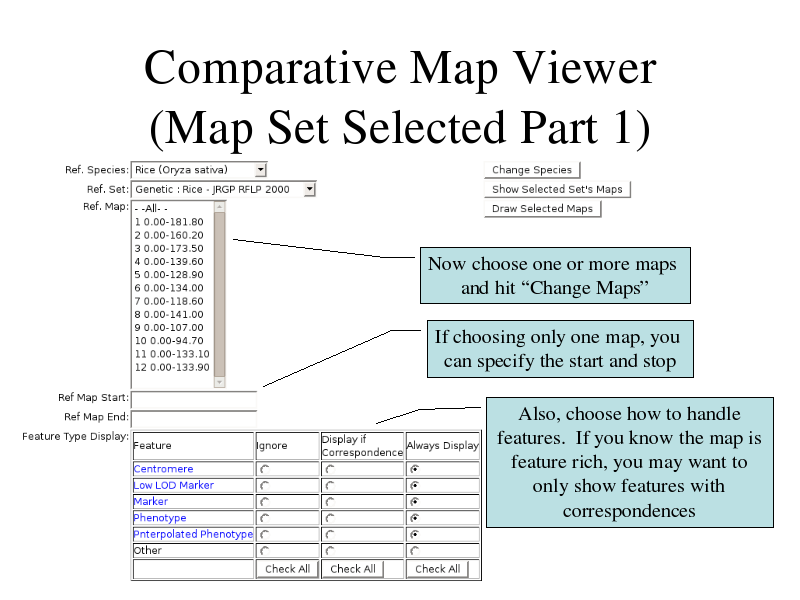 Comparative Map Viewer
(Map Set Selected Part 1)
Ref. Species: Rice (Oryza sativa) Change Species
Ref. Set: Genetic : Rice - JRGP RFLP 2000 Show Selected Set's Maps
Ref. Map: - -All- - Draw Selected Maps
1 0.00-181.80
2 0.00-160.20
3 0.00-173.50
4 0.00-139.60
5 0.00-128.90
6 0.00-134.00
7 0.00-118.60
8 0.00-141.00
9 0.00-107.00
10 0.00-94.70
11 0.00-133.10
12 0.00-133.90
Now choose one or more maps
and hit “Change Maps”
If choosing only one map, you
can specify the start and stop
Ref Map Start:
Ref Map End:
Also, choose how to handle
features. If you know the map is
feature rich, you may want to
only show features with
correspondences
Feature Type Display:
Feature Ignore Display if Correspondence Always Display
Centromere
Low LOD Marker
Marker
Phenotype
Pnterpolated Phenotype
Other
Check All Check All Check All